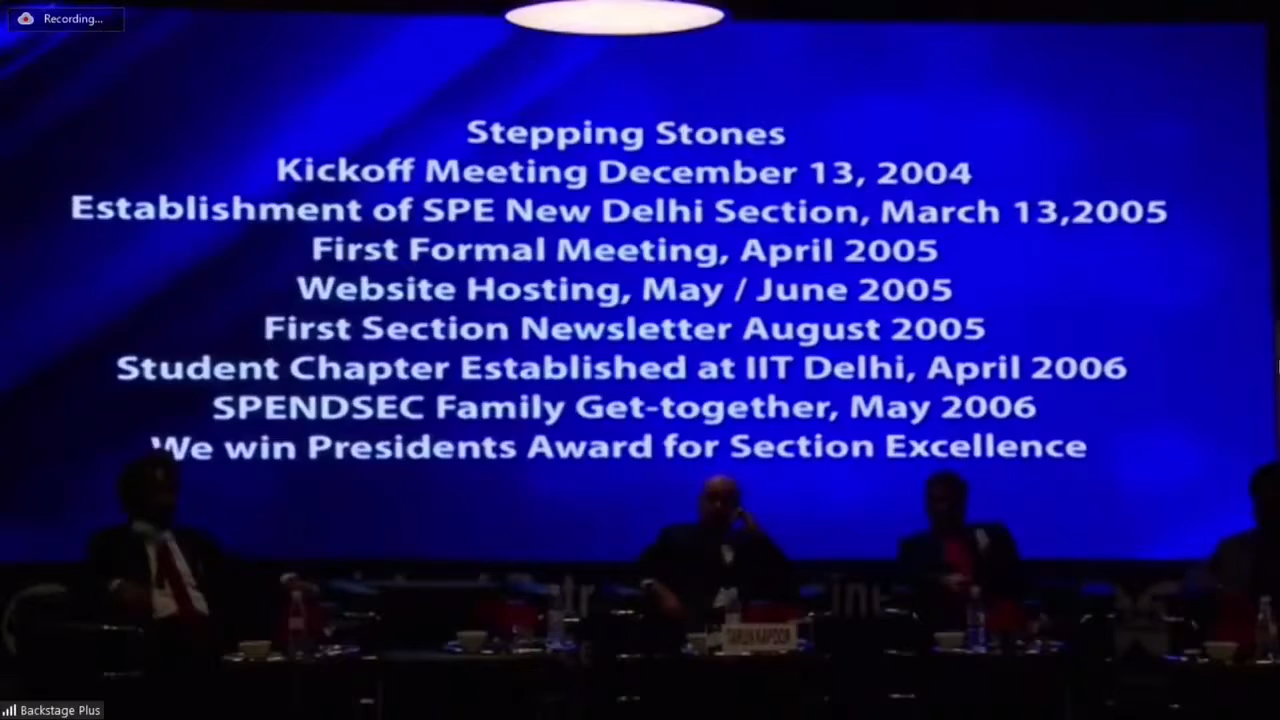 Recording...
Stepping Stones
Kickoff Meeting December 13, 2004
Establishment of SPE New Delhi Section, March 13,2005
First Formal Meeting, April 2005
Website Hosting, May / June 2005
First Section Newsletter August 2005
Student Chapter Established at IIT Delhi, April 2006
SPENDSEC Family Get-together, May 2006
We win Presidents Award for Section Excellence
TARUN KAPOOR
Backstage Plus